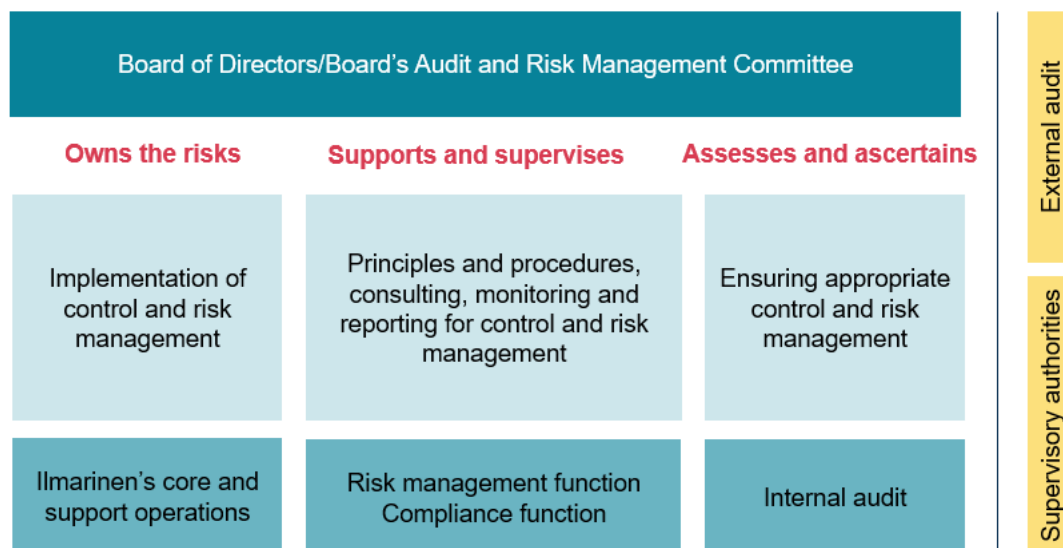 Board of Directors/Board's Audit and Risk Management Committee
Owns the risks
Supports and supervises
Assesses and ascertains
Implementation of
control and risk
management
Principles and procedures,
consulting, monitoring and
reporting for control and risk
management
Ensuring appropriate
control and risk
management
Ilmarinen's core and
support operations
Risk management function
Compliance function
Internal audit
External audit
Supervisory authorities